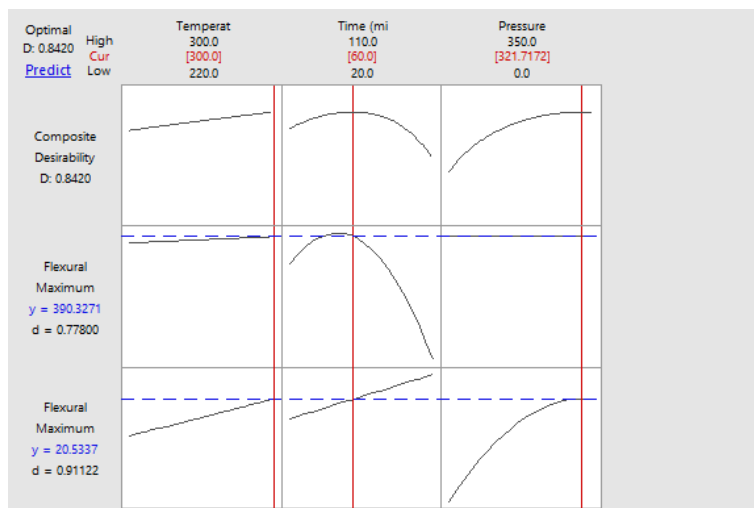 Optimal
D: 0.8420
Predict
High
Cur
Low
Temperat
300.0
[300.0]
220.0
Time (mi
110.0
[60.0]
20.0
Pressure
350.0
[321.7172]
0.0
Composite
Desirability
D: 0.8420
Flexural
Maximum
y = 390.3271
d = 0.77800
Flexural
Maximum
y = 20.5337
d = 0.91122